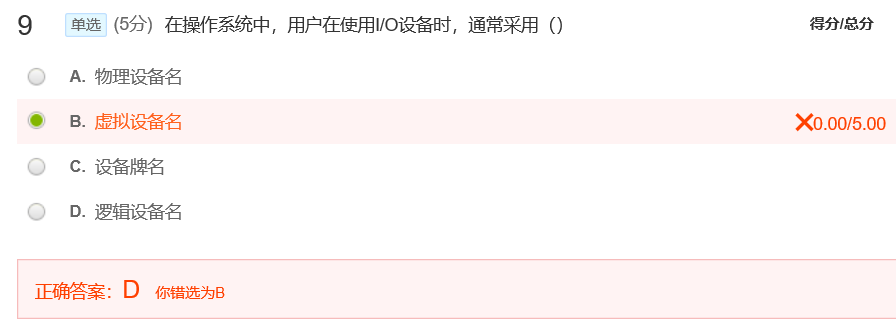 9 单选 (5分) 在操作系统中，用户在使用I/O设备时，通常采用（） 得分/总分
A. 物理设备名
B. 虚拟设备名 ×0.00/5.00
C. 设备牌名
D. 逻辑设备名
正确答案：D 你错选为B